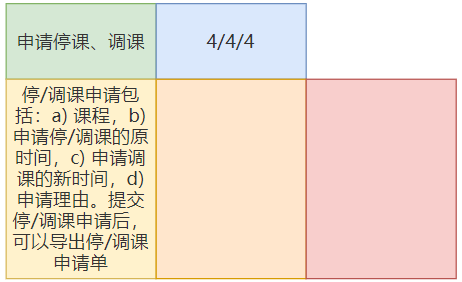 申请停课、调课
4/4/4
停/调课申请包
括：a) 课程，b)
申请停/调课的原
时间，c) 申请调
课的新时间，d)
申请理由。提交
停/调课申请后，
可以导出停/调课
申请单